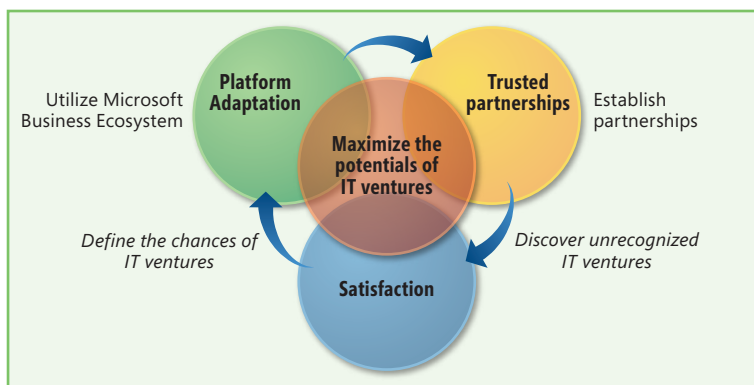 Platform
Adaptation
Trusted
partnerships
Utilize Microsoft
Business Ecosystem
Establish
partnerships
Maximize the
potentials of
IT ventures
Define the chances of
IT ventures
Discover unrecognized
IT ventures
Satisfaction